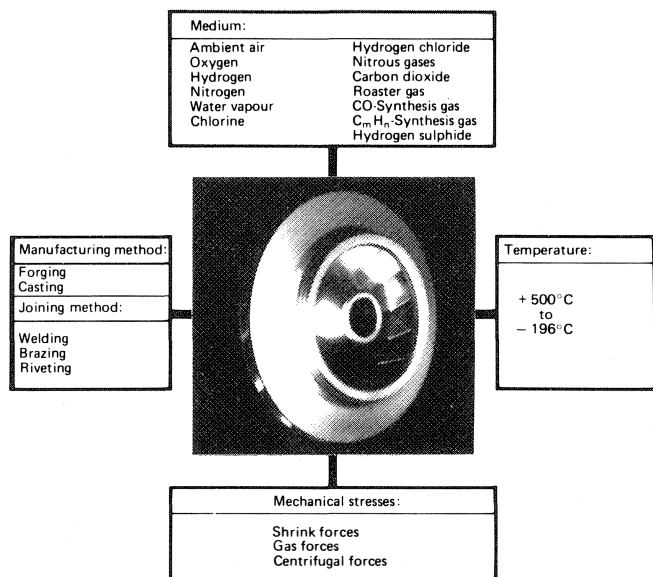 Medium:
Ambient air
Oxygen
Hydrogen
Nitrogen
Water vapour
Chlorine
Hydrogen chloride
Nitrous gases
Carbon dioxide
Roaster gas
CO-Synthesis gas
CmHn-Synthesis gas
Hydrogen sulphide
Manufacturing method:
Forging
Casting
Joining method:
Welding
Brazing
Riveting
Temperature:
+ 500°C
to
− 196°C
Mechanical stresses:
Shrink forces
Gas forces
Centrifugal forces